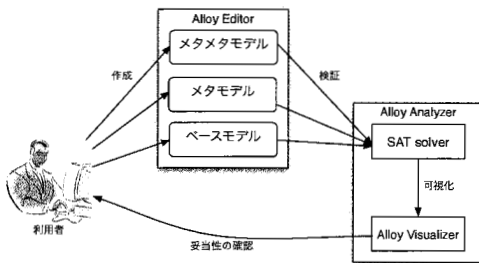 Alloy Editor
メタメタモデル
作成
検証
メタモデル
Alloy Analyzer
ベースモデル
SAT solver
可視化
利用者
Alloy Visualizer
妥当性の確認